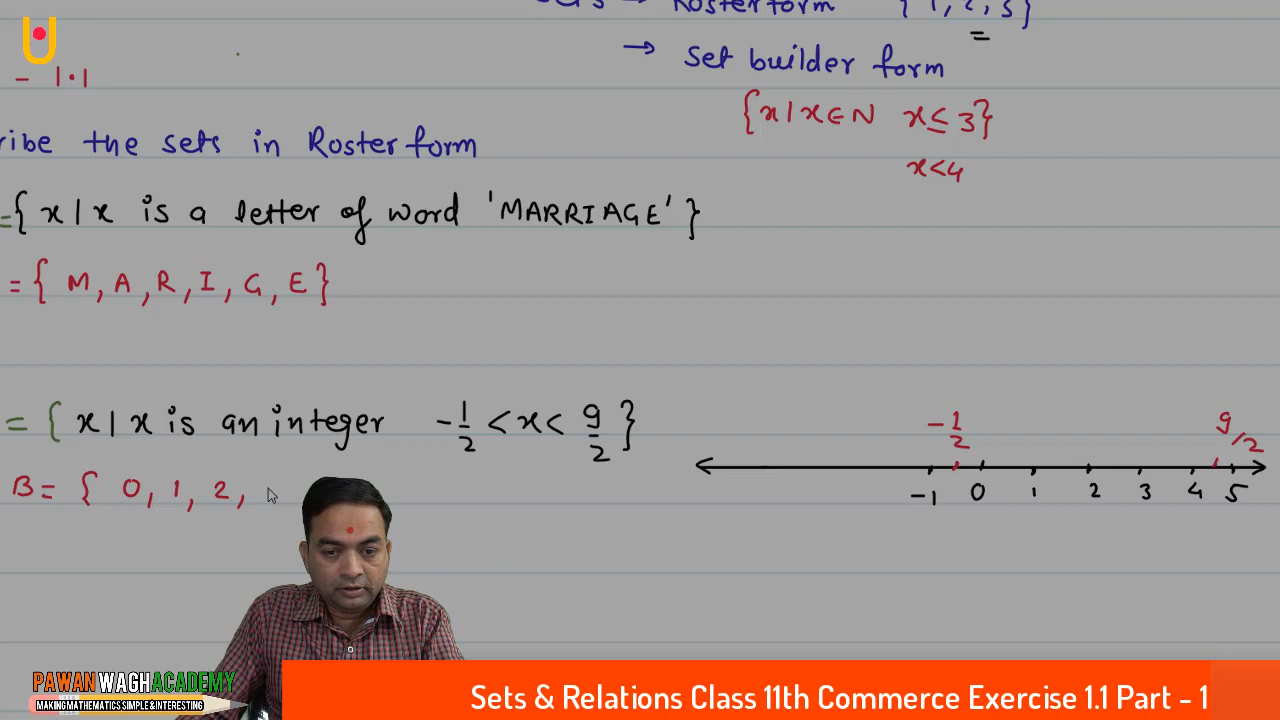 → Roster form {1, 2, 3}
→ Set builder form
{x | x ∈ N x ≤ 3}
x < 4
- 1.1
ribe the sets in Roster form
= { x | x is a letter of word 'MARRIAGE' }
= { M, A, R, I, G, E }
= { x | x is an integer -1/2 < x < 9/2 }
B = { 0, 1, 2,
-1/2 9/2
-1 0 1 2 3 4 5
PAWAN WAGH ACADEMY
MAKING MATHEMATICS SIMPLE & INTERESTING
Sets & Relations Class 11th Commerce Exercise 1.1 Part - 1